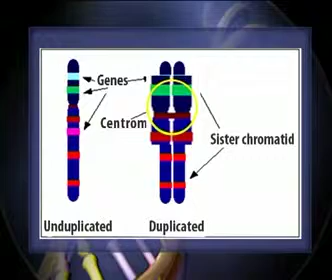 Genes
Centrom
Sister chromatid
Unduplicated
Duplicated